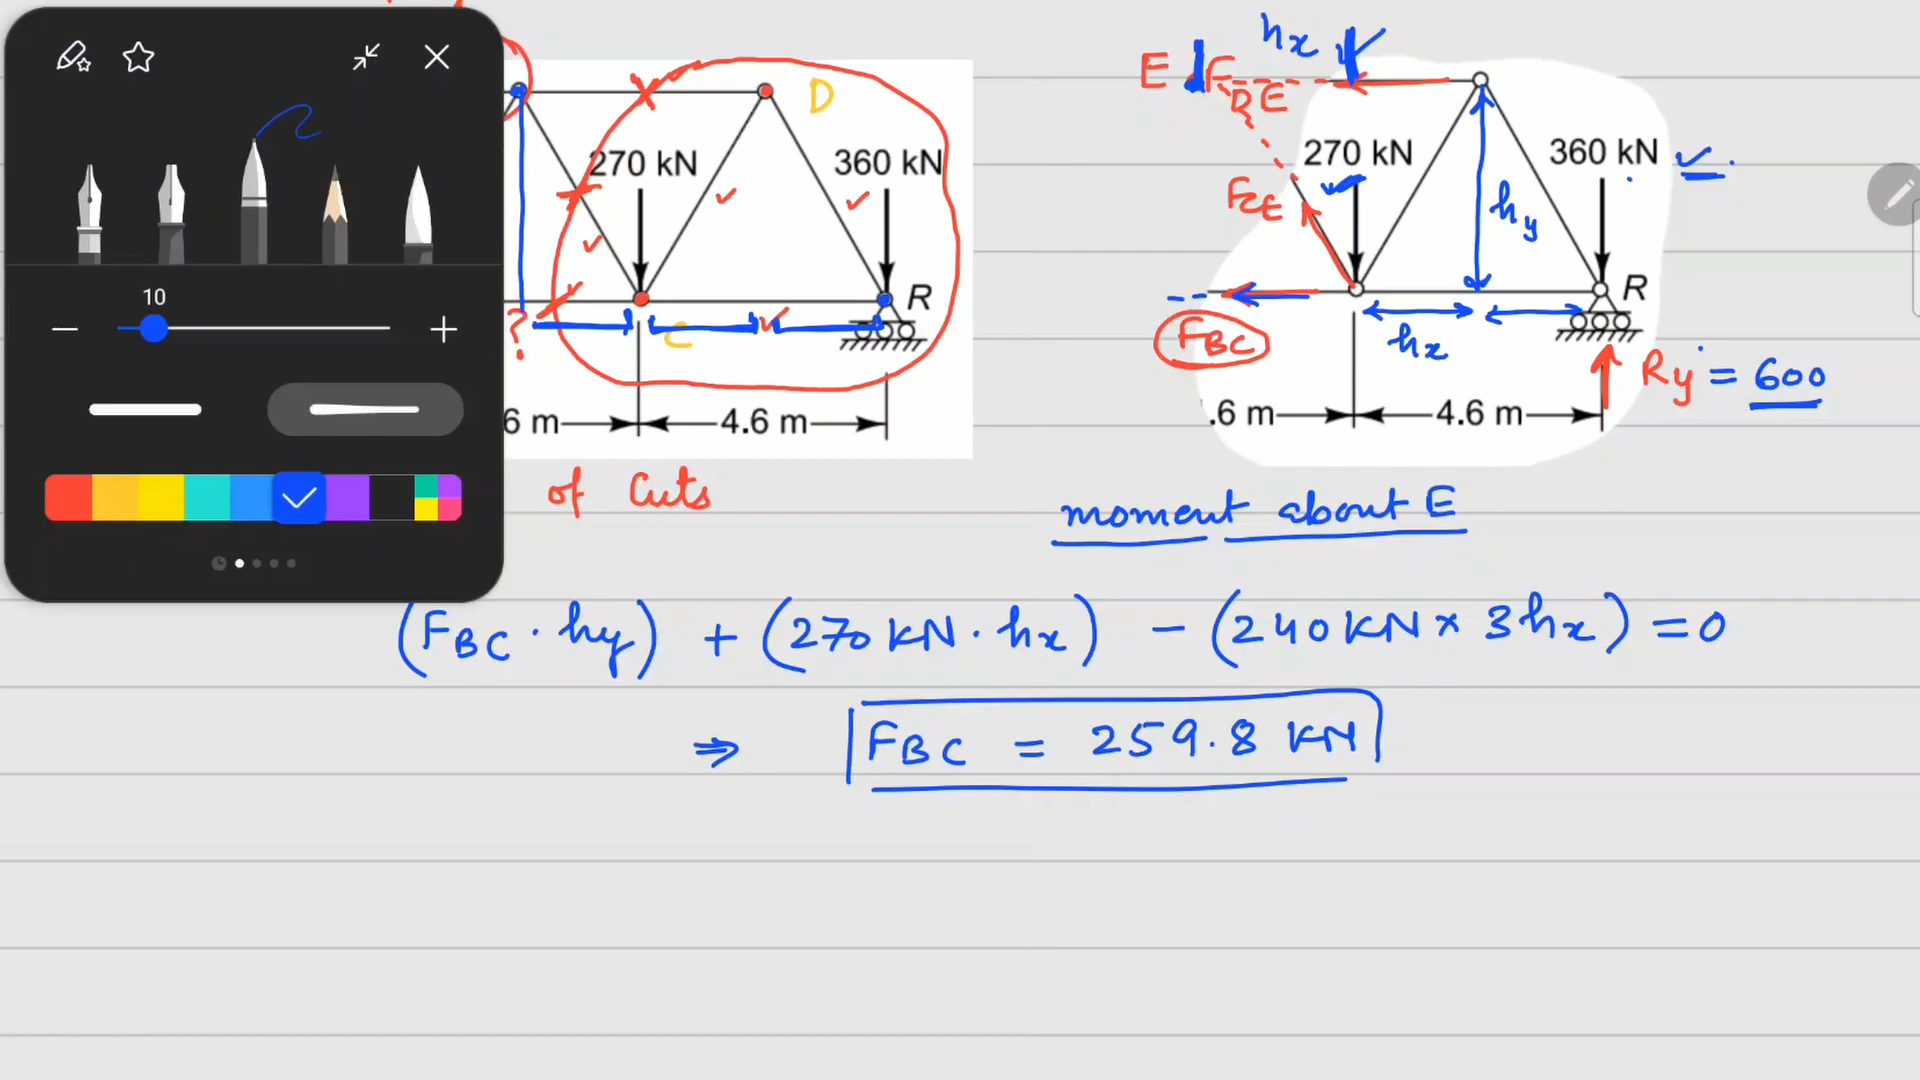 10
D
270 kN
360 kN
R
?
C
6 m
4.6 m
of Cuts
hx
E
F
DE
270 kN
360 kN
FCE
hy
R
FBC
hx
Ry = 600
.6 m
4.6 m
moment about E
(FBC · hy) + (270 KN · hx) - (240 KN × 3hx) = 0
⇒ FBC = 259.8 KN